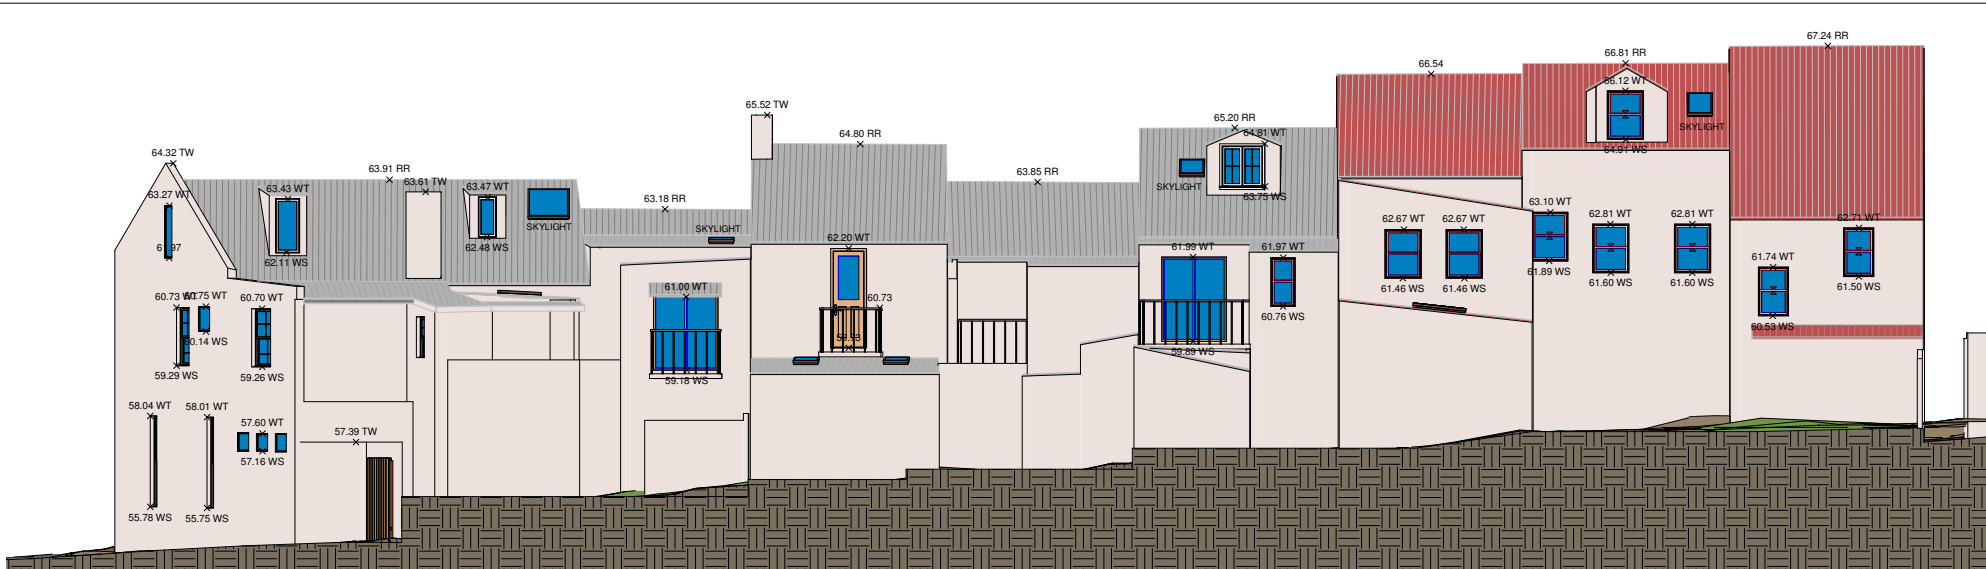 67.24 RR
66.81 RR
66.54
66.12 WT
65.52 TW
65.20 RR
64.81 WT
64.80 RR
SKYLIGHT
64.91 WS
64.32 TW
63.91 RR
63.85 RR
63.61 TW
63.43 WT
63.47 WT
63.27 WT
SKYLIGHT
63.75 WS
63.18 RR
63.10 WT
62.81 WT
62.81 WT
62.67 WT
62.67 WT
62.71 WT
SKYLIGHT
SKYLIGHT
61.97
62.11 WS
62.48 WS
62.20 WT
61.99 WT
61.97 WT
61.74 WT
61.89 WS
61.60 WS
61.60 WS
61.46 WS
61.46 WS
61.50 WS
60.73 WT
60.75 WT
60.70 WT
61.00 WT
60.73
60.76 WS
60.53 WS
60.14 WS
59.93
59.89 WS
59.29 WS
59.26 WS
59.18 WS
58.04 WT
58.01 WT
57.60 WT
57.39 TW
57.16 WS
55.78 WS
55.75 WS